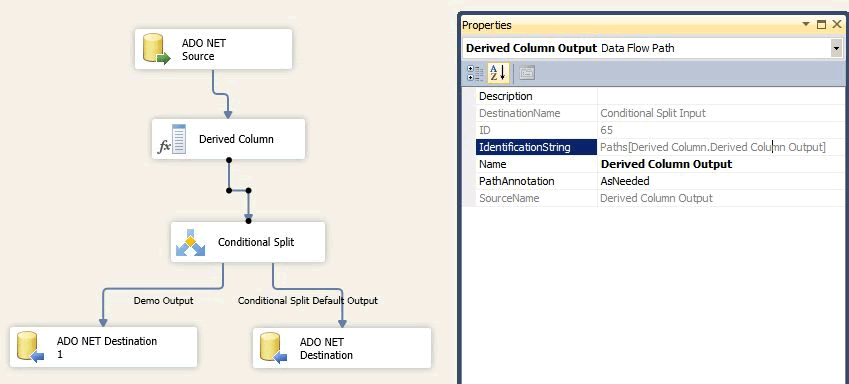 ADO NET
Source
fx
Derived Column
Conditional Split
Demo Output
Conditional Split Default Output
ADO NET Destination
1
ADO NET
Destination
Properties
Derived Column Output Data Flow Path
A
Z
Description
DestinationName Conditional Split Input
ID 65
IdentificationString Paths[Derived Column.Derived Column Output]
Name Derived Column Output
PathAnnotation AsNeeded
SourceName Derived Column Output